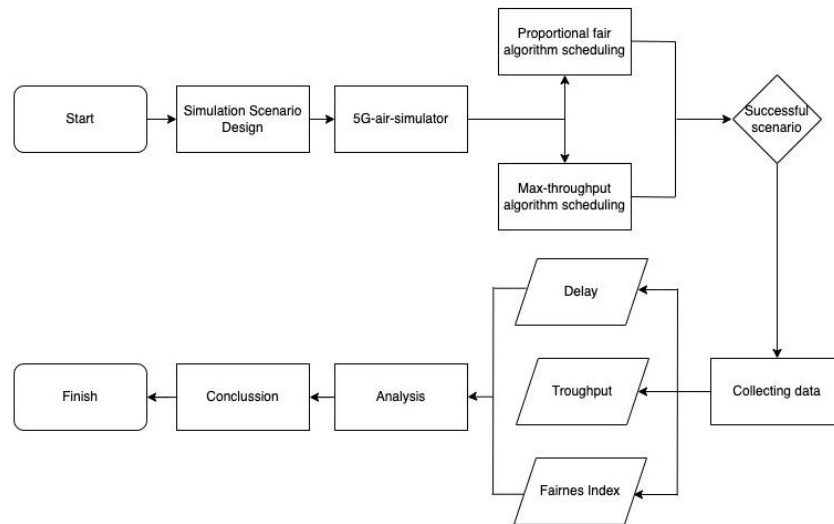 Start
Simulation Scenario
Design
5G-air-simulator
Proportional fair
algorithm scheduling
Max-throughput
algorithm scheduling
Successful
scenario
Collecting data
Delay
Troughput
Fairnes Index
Analysis
Conclussion
Finish